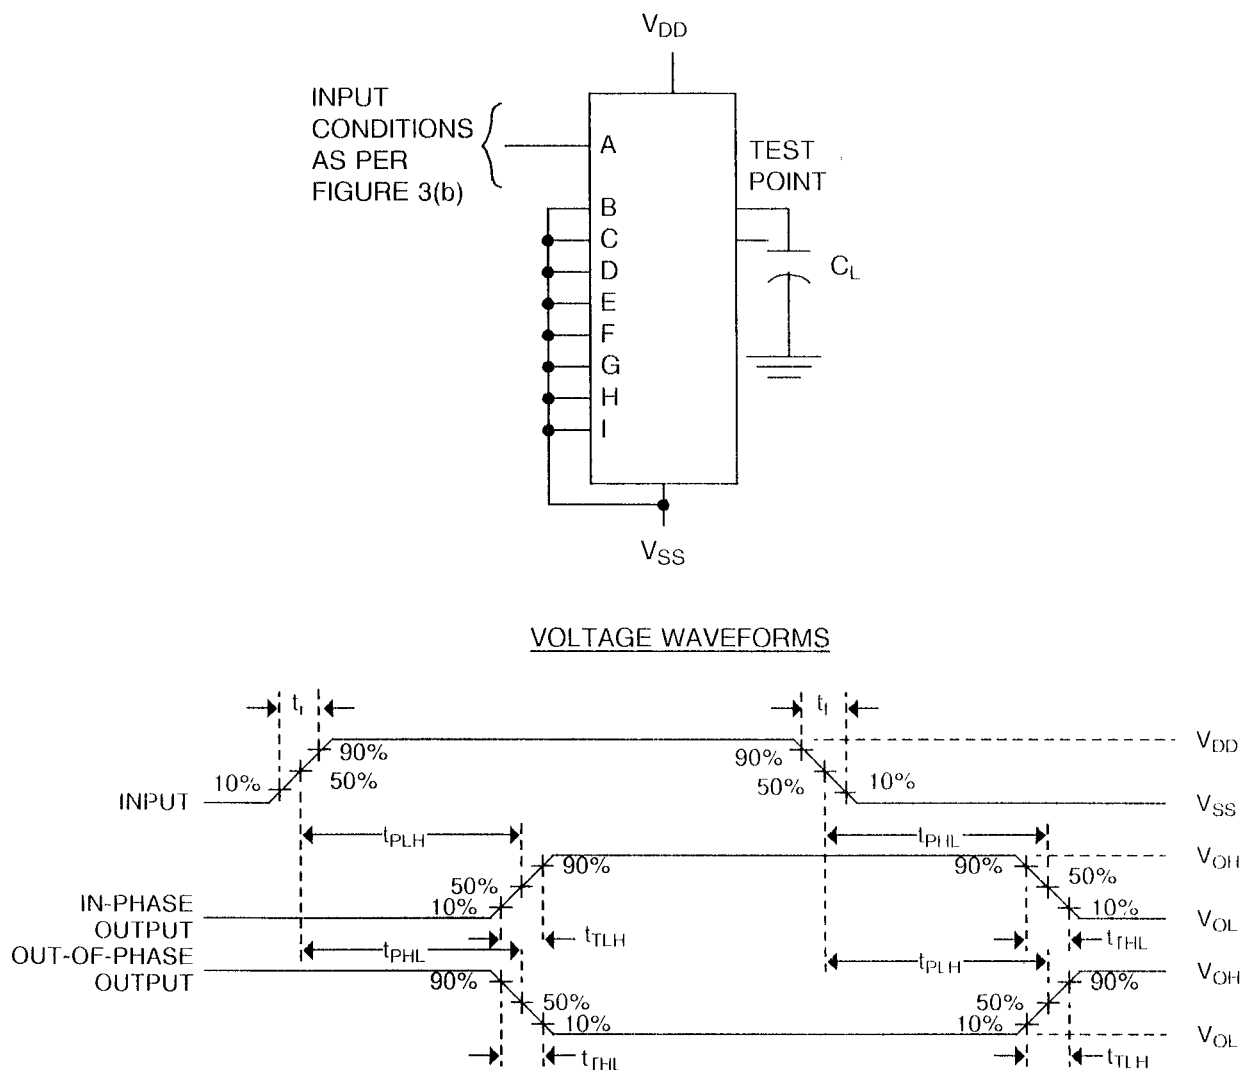 VDD
INPUT
CONDITIONS
AS PER
FIGURE 3(b)
A
TEST
POINT
B
C
D
E
F
G
H
I
CL
VSS
VOLTAGE WAVEFORMS
tr
tf
90%
90%
VDD
10%
50%
50%
10%
INPUT
VSS
tPLH
tPHL
90%
90%
VOH
50%
50%
IN-PHASE
OUTPUT
10%
10%
VOL
tTLH
tTHL
OUT-OF-PHASE
OUTPUT
tPHL
tPLH
VOH
90%
90%
50%
50%
10%
10%
VOL
tTHL
tTLH